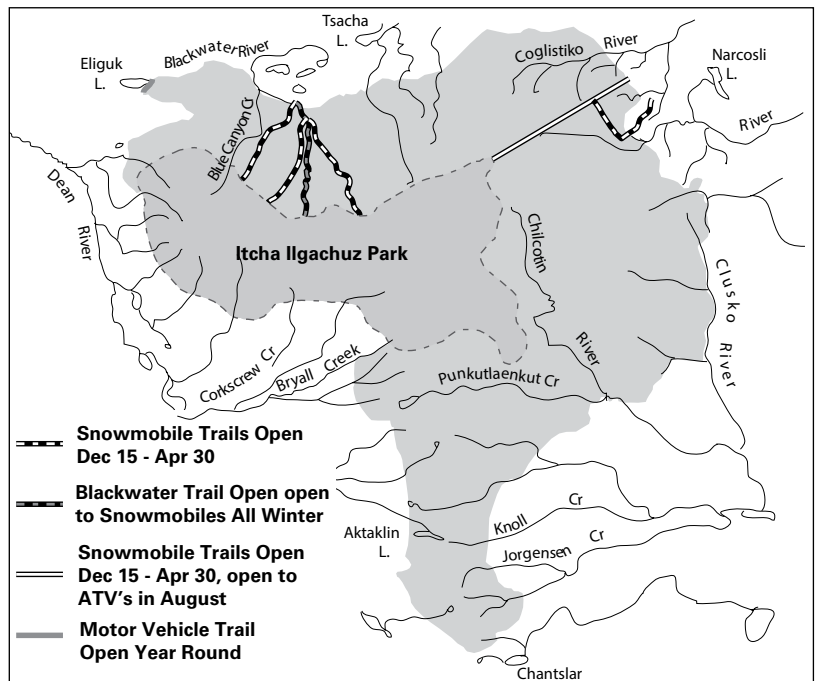 Tsacha
L.
Blackwater River
Coglistiko River
Eliguk
L.
Narcosli
L.
Blue Canyon Cr
River
Dean
River
Chilcotin
River
Itcha Ilgachuz Park
Clusko
River
Corkscrew Cr
Bryall Creek
Punkutlaenkut Cr
Snowmobile Trails Open
Dec 15 - Apr 30
Blackwater Trail Open open
to Snowmobiles All Winter
Snowmobile Trails Open
Dec 15 - Apr 30, open to
ATV's in August
Motor Vehicle Trail
Open Year Round
Aktaklin
L.
Knoll Cr
Jorgensen Cr
Chantslar